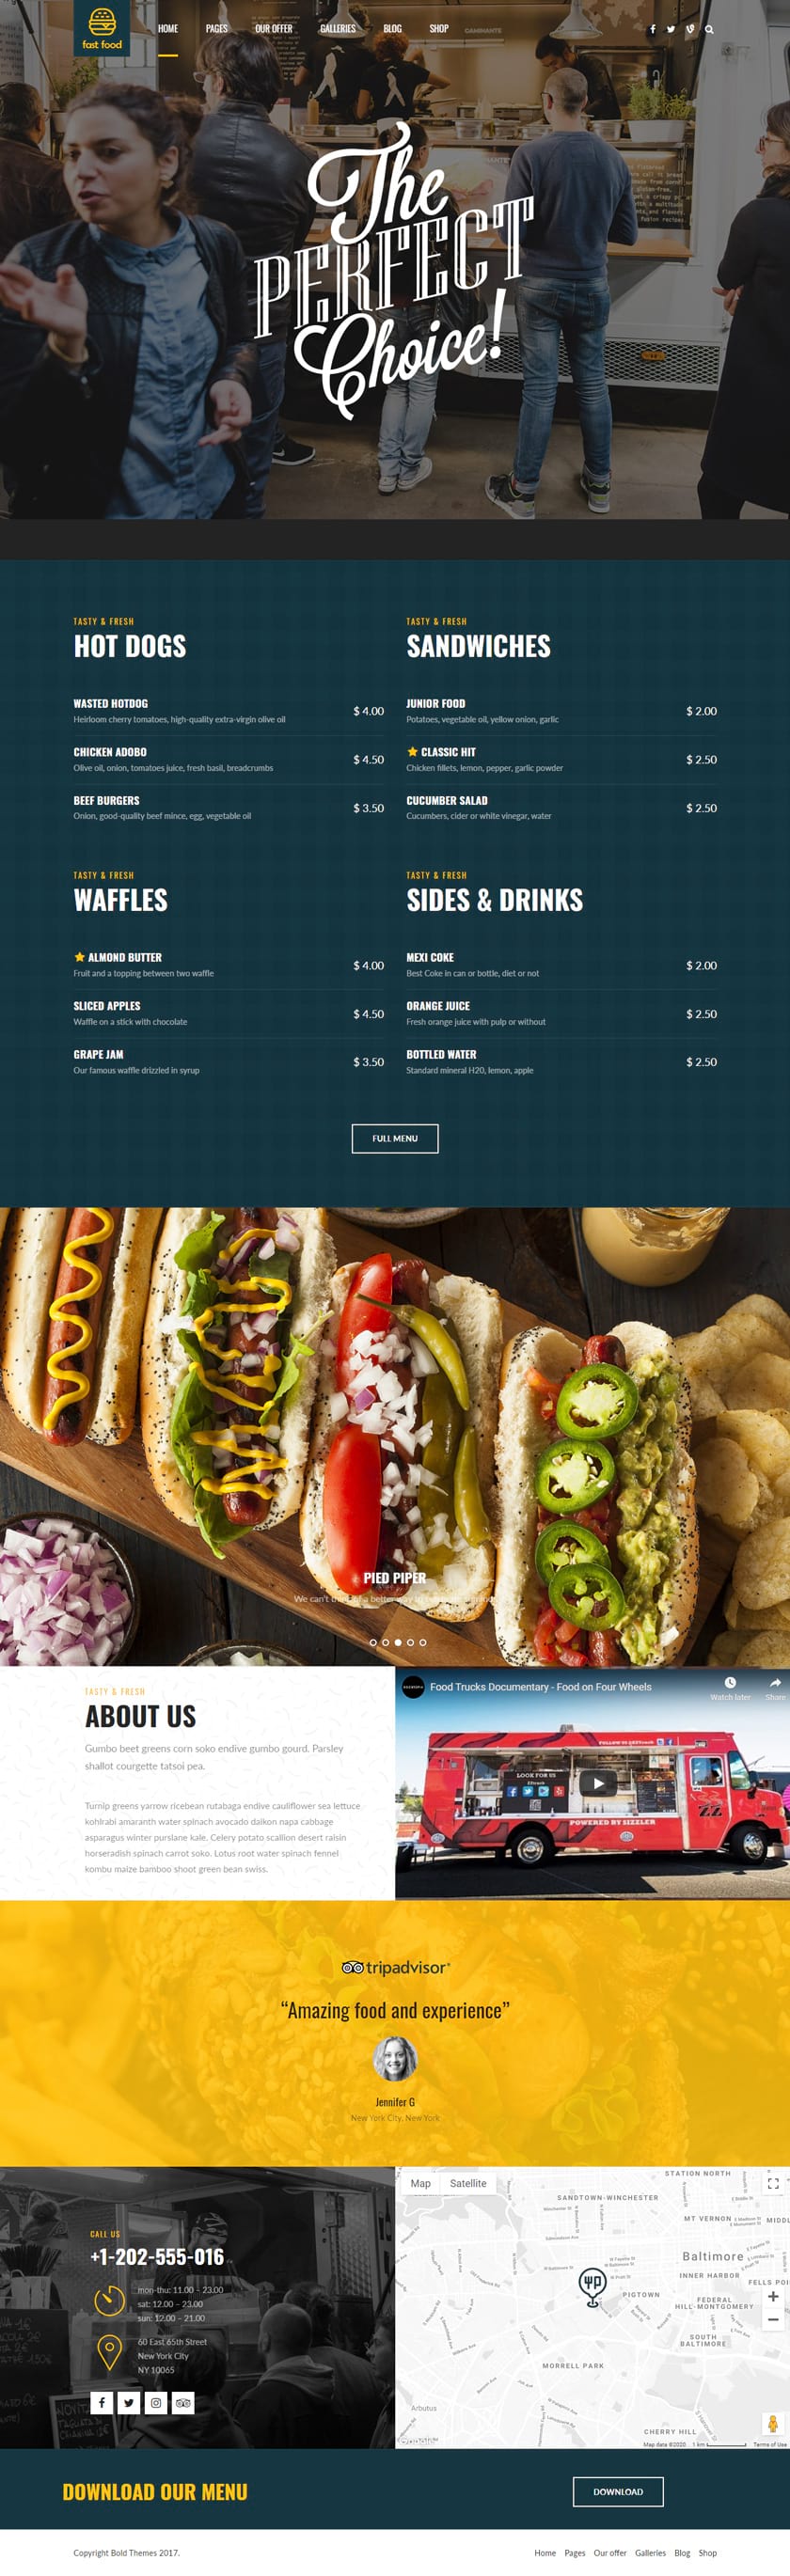 fast food
HOME PAGES OUR OFFER GALLERIES BLOG SHOP
The
PERFECT
Choice!
TASTY & FRESH
HOT DOGS
WASTED HOTDOG
Heirloom cherry tomatoes, high-quality extra-virgin olive oil
$ 4.00
CHICKEN ADOBO
Olive oil, onion, tomatoes juice, fresh basil, breadcrumbs
$ 4.50
BEEF BURGERS
Onion, good-quality beef mince, egg, vegetable oil
$ 3.50
TASTY & FRESH
SANDWICHES
JUNIOR FOOD
Potatoes, vegetable oil, yellow onion, garlic
$ 2.00
CLASSIC HIT
Chicken fillets, lemon, pepper, garlic powder
$ 2.50
CUCUMBER SALAD
Cucumbers, cider or white vinegar, water
$ 2.50
TASTY & FRESH
WAFFLES
ALMOND BUTTER
Fruit and a topping between two waffle
$ 4.00
SLICED APPLES
Waffle on a stick with chocolate
$ 4.50
GRAPE JAM
Our famous waffle drizzled in syrup
$ 3.50
TASTY & FRESH
SIDES & DRINKS
MEXI COKE
Best Coke in can or bottle, diet or not
$ 2.00
ORANGE JUICE
Fresh orange juice with pulp or without
$ 2.50
BOTTLED WATER
Standard mineral H20, lemon, apple
$ 2.50
FULL MENU
PIED PIPER
We can't
TASTY & FRESH
ABOUT US
Gumbo beet greens corn soko endive gumbo gourd. Parsley
shallot courgette tatsoi pea.
Turnip greens yarrow ricebean rutabaga endive cauliflower sea lettuce
kohlrabi amaranth water spinach avocado daikon napa cabbage
asparagus winter purslane kale. Celery potato scallion desert raisin
horseradish spinach carrot soko. Lotus root water spinach fennel
kombu maize bamboo shoot green bean swiss.
Food Trucks Documentary - Food on Four Wheels
Watch later Share
LOOK FOR US
POWERED BY SIZZLER
tripadvisor
“Amazing food and experience”
Jennifer G
New York City, New York
CALL US
+1-202-555-016
mon-thu: 11.00 – 23.00
sat: 12.00 – 23.00
sun: 12.00 – 21.00
60 East 65th Street
New York City
NY 10065
Map Satellite
STATION NORTH
SANDTOWN-WINCHESTER
MT VERNON
Baltimore
INNER HARBOR
FELLS POI
PIGTOWN
FEDERAL
HILL-MONTGOMERY
SOUTH
BALTIMORE
MORRELL PARK
Arbutus
CHERRY HILL
Map data ©2020 1 km Terms of Use
DOWNLOAD OUR MENU
DOWNLOAD
Copyright Bold Themes 2017.
Home Pages Our offer Galleries Blog Shop